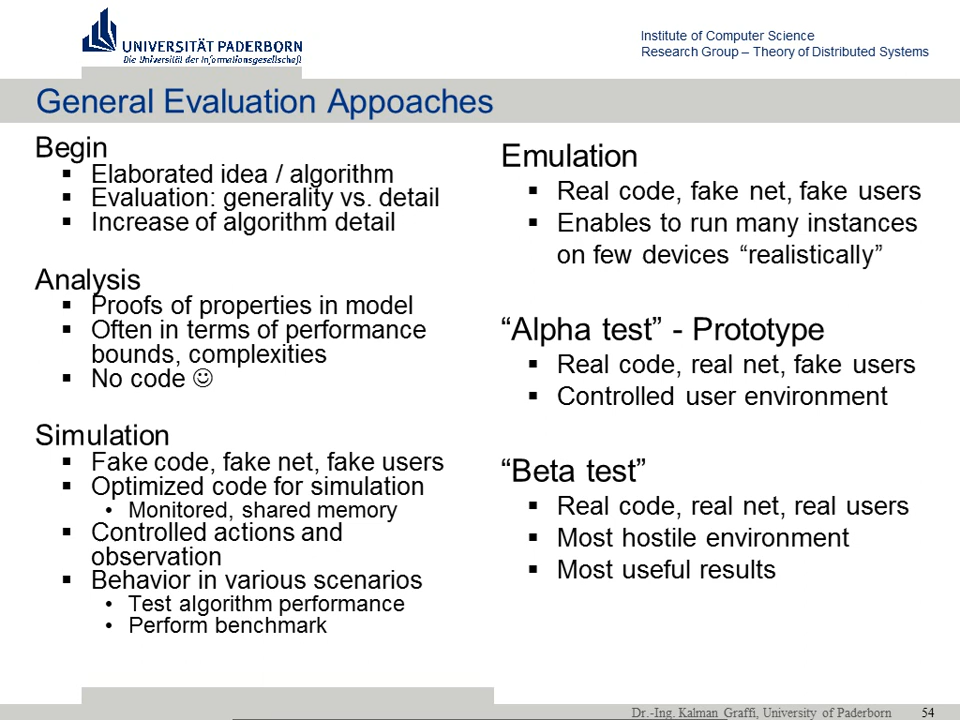 UNIVERSITÄT PADERBORN
Die Universität der Informationsgesellschaft
Institute of Computer Science
Research Group – Theory of Distributed Systems
General Evaluation Appoaches
Begin
▪ Elaborated idea / algorithm
▪ Evaluation: generality vs. detail
▪ Increase of algorithm detail
Analysis
▪ Proofs of properties in model
▪ Often in terms of performance
bounds, complexities
▪ No code ☺
Simulation
▪ Fake code, fake net, fake users
▪ Optimized code for simulation
• Monitored, shared memory
▪ Controlled actions and
observation
▪ Behavior in various scenarios
• Test algorithm performance
• Perform benchmark
Emulation
▪ Real code, fake net, fake users
▪ Enables to run many instances
on few devices “realistically”
“Alpha test” - Prototype
▪ Real code, real net, fake users
▪ Controlled user environment
“Beta test”
▪ Real code, real net, real users
▪ Most hostile environment
▪ Most useful results
Dr.-Ing. Kalman Graffi, University of Paderborn 54